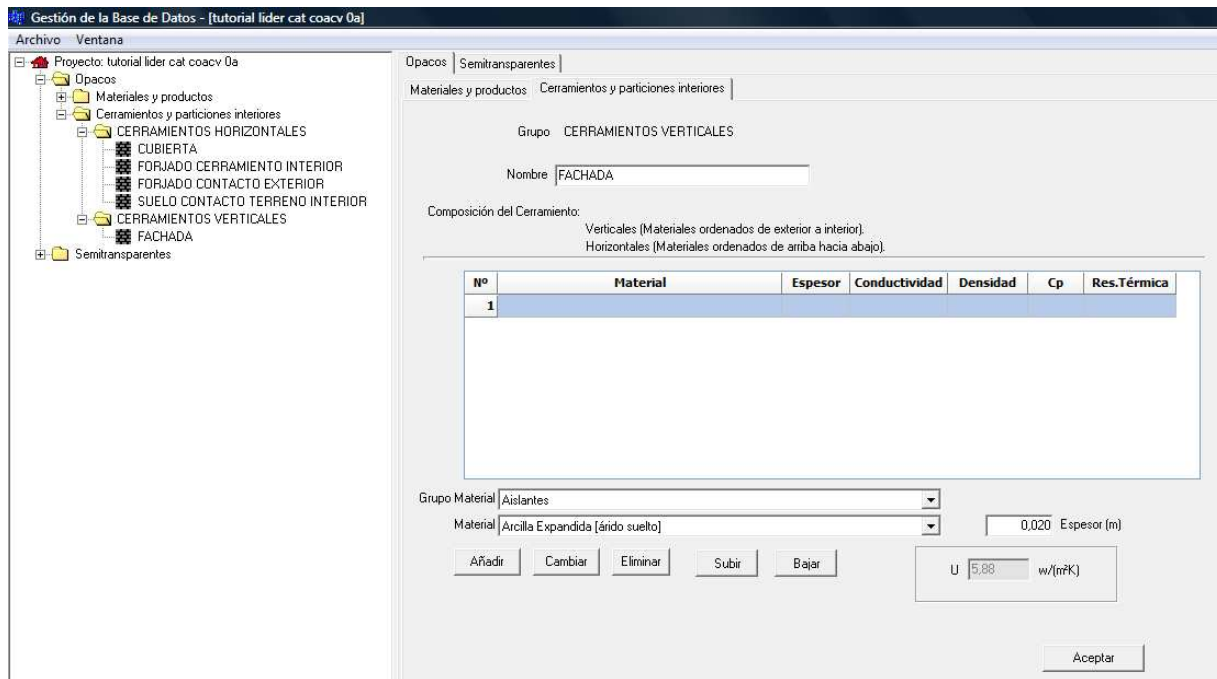 Gestión de la Base de Datos - [tutorial lider cat coacv 0a]
Archivo Ventana
Proyecto: tutorial lider cat coacv 0a
Opacos
Materiales y productos
Cerramientos y particiones interiores
CERRAMIENTOS HORIZONTALES
CUBIERTA
FORJADO CERRAMIENTO INTERIOR
FORJADO CONTACTO EXTERIOR
SUELO CONTACTO TERRENO INTERIOR
CERRAMIENTOS VERTICALES
FACHADA
Semitransparentes
Opacos Semitransparentes
Materiales y productos Cerramientos y particiones interiores
Grupo CERRAMIENTOS VERTICALES
Nombre FACHADA
Composición del Cerramiento:
Verticales (Materiales ordenados de exterior a interior).
Horizontales (Materiales ordenados de arriba hacia abajo).
Nº Material Espesor Conductividad Densidad Cp Res.Térmica
1
Grupo Material Aislantes
Material Arcilla Expandida [árido suelto] 0,020 Espesor (m)
Añadir Cambiar Eliminar Subir Bajar
U 5,88 w/(m²K)
Aceptar